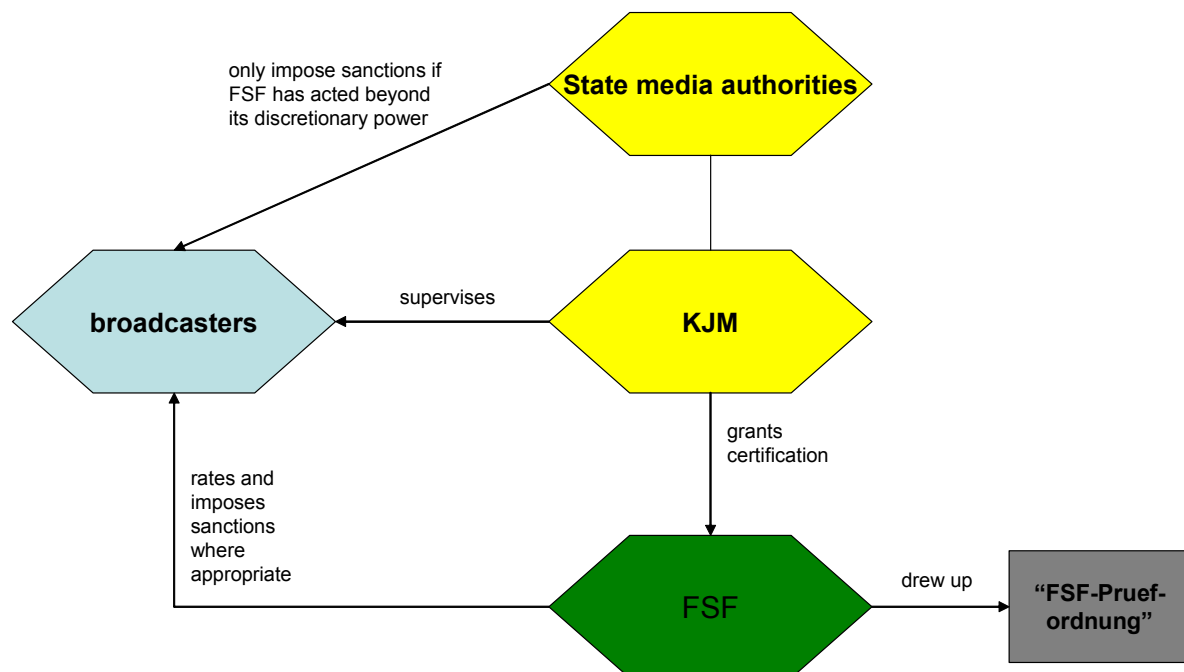 only impose sanctions if
FSF has acted beyond
its discretionary power
State media authorities
broadcasters
supervises
KJM
grants
certification
rates and
imposes
sanctions
where
appropriate
FSF
drew up
“FSF-Pruef-
ordnung”